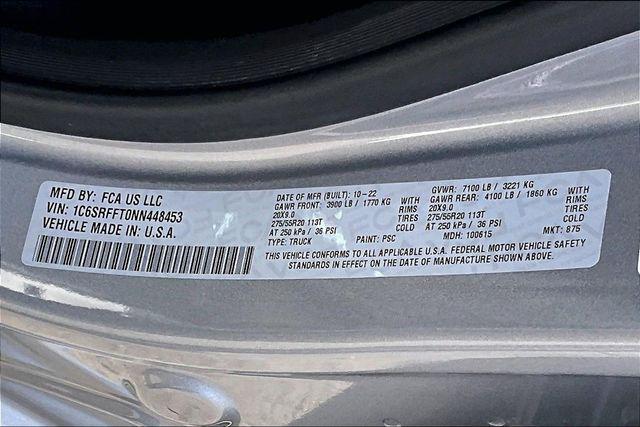 MFD BY: FCA US LLC
VIN: 1C6SRFFT0NN448453
VEHICLE MADE IN: U.S.A.
DATE OF MFR (BUILT): 10-22 GVWR: 7100 LB / 3221 KG
GAWR FRONT: 3900 LB / 1770 KG WITH GAWR REAR: 4100 LB / 1860 KG WITH
20X9.0 RIMS 20X9.0 RIMS
275/55R20 113T TIRES 275/55R20 113T TIRES
AT 250 kPa / 36 PSI AT 250 kPa / 36 PSI
TYPE: TRUCK PAINT: PSC MDH: 100615 MKT: 875
THIS VEHICLE CONFORMS TO ALL APPLICABLE U.S.A. FEDERAL MOTOR VEHICLE SAFETY
STANDARDS IN EFFECT ON THE DATE OF MANUFACTURE SHOWN ABOVE.